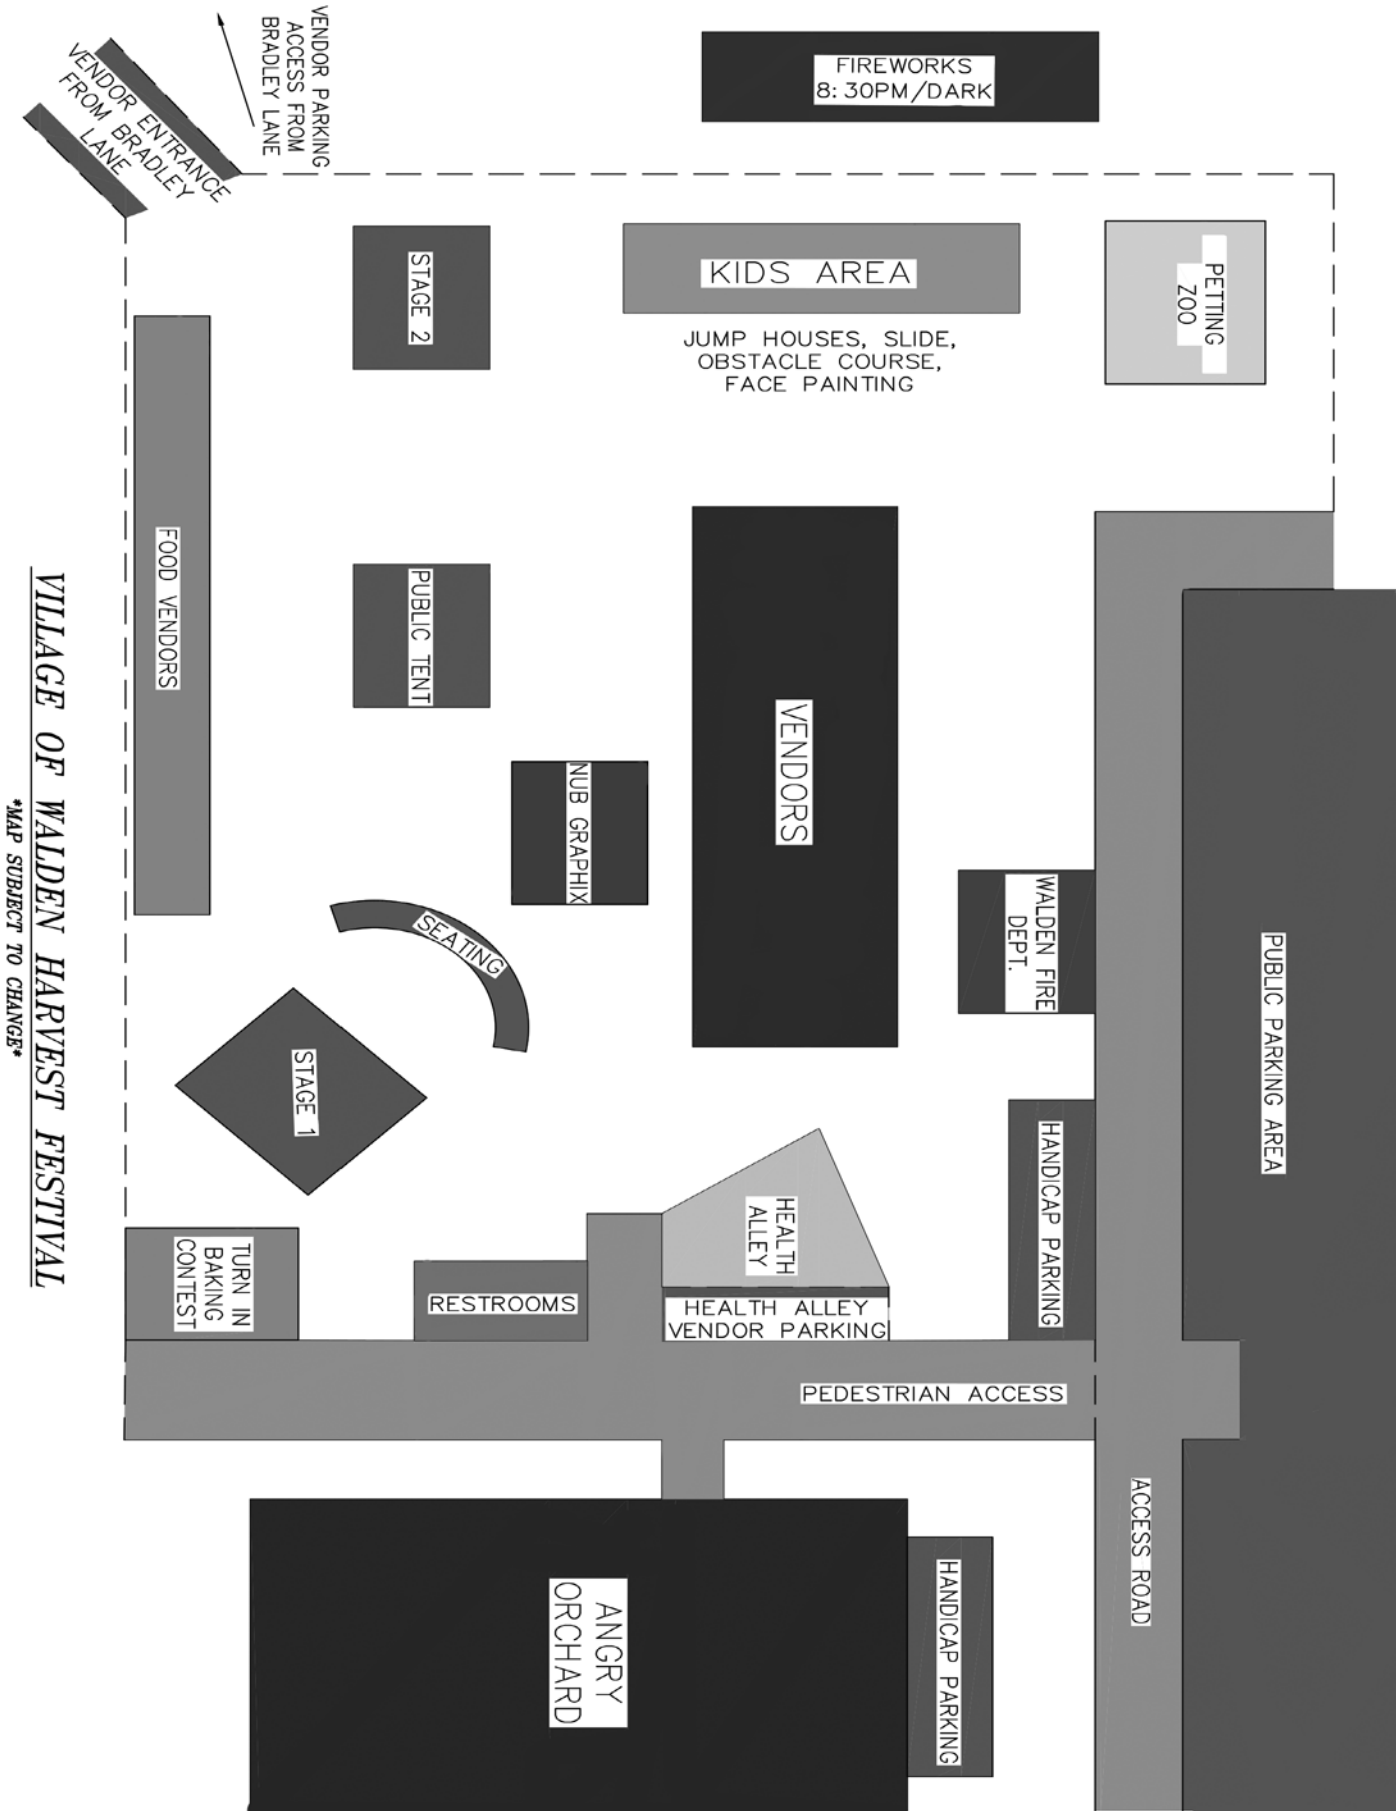 VENDOR PARKING
ACCESS FROM
BRADLEY LANE
VENDOR ENTRANCE
FROM BRADLEY
LANE
FIREWORKS
8:30PM/DARK
STAGE 2
KIDS AREA
JUMP HOUSES, SLIDE,
OBSTACLE COURSE,
FACE PAINTING
PETTING
ZOO
FOOD VENDORS
PUBLIC TENT
NUB GRAPHIX
VENDORS
WALDEN FIRE
DEPT.
PUBLIC PARKING AREA
SEATING
STAGE 1
HEALTH
ALLEY
HANDICAP PARKING
TURN IN
BAKING
CONTEST
RESTROOMS
HEALTH ALLEY
VENDOR PARKING
PEDESTRIAN ACCESS
ACCESS ROAD
ANGRY
ORCHARD
HANDICAP PARKING
VILLAGE OF WALDEN HARVEST FESTIVAL
*MAP SUBJECT TO CHANGE*